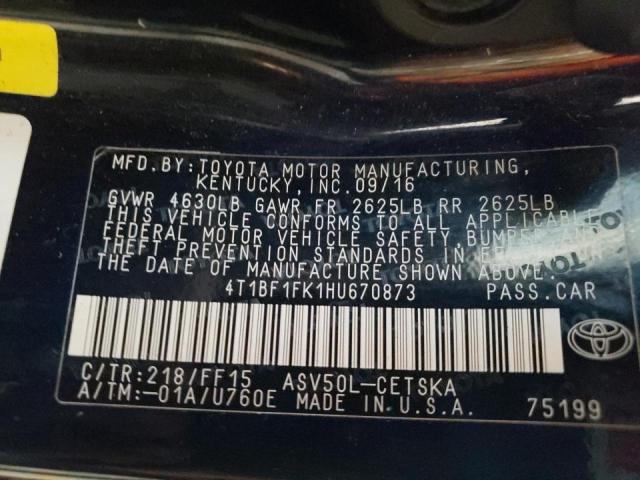 MFD.BY:TOYOTA MOTOR MANUFACTURING,
KENTUCKY,INC.09/16
GVWR 4630LB GAWR FR 2625LB RR 2625LB
THIS VEHICLE CONFORMS TO ALL APPLICABLE
FEDERAL MOTOR VEHICLE SAFETY,BUMPER,AND
THEFT PREVENTION STANDARDS IN
THE DATE OF MANUFACTURE SHOWN ABOVE.
4T1BF1FK1HU670873 PASS.CAR
C/TR:218/FF15 ASV50L-CETSKA
A/TM:-01A/U760E MADE IN U.S.A. 75199